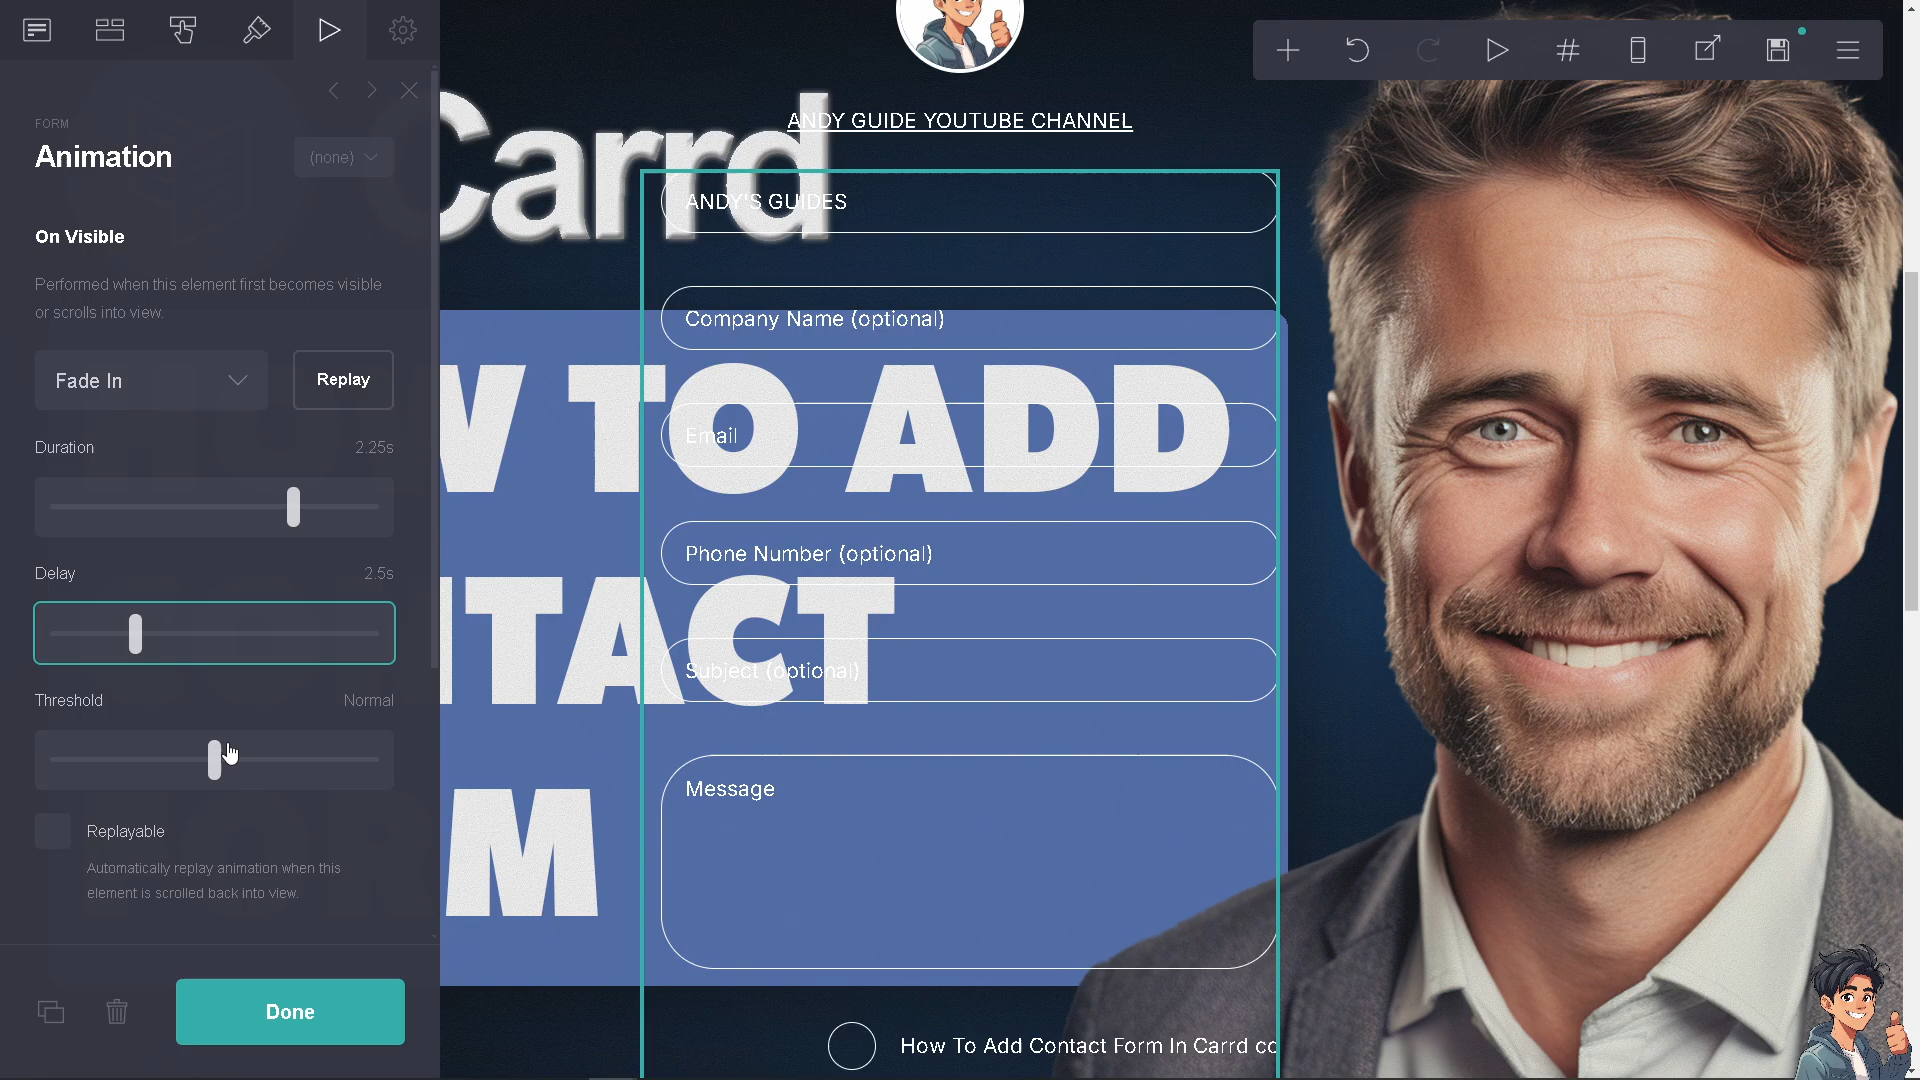 FORM
Animation
(none)
On Visible
Performed when this element first becomes visible
or scrolls into view.
Fade In
Replay
Duration
2.25s
Delay
2.5s
Threshold
Normal
Replayable
Automatically replay animation when this
element is scrolled back into view.
Done
Carrd
ANDY GUIDE YOUTUBE CHANNEL
ANDY'S GUIDES
Company Name (optional)
W TO ADD
Email
Phone Number (optional)
NTACT
Subject (optional)
M
Message
How To Add Contact Form In Carrd co